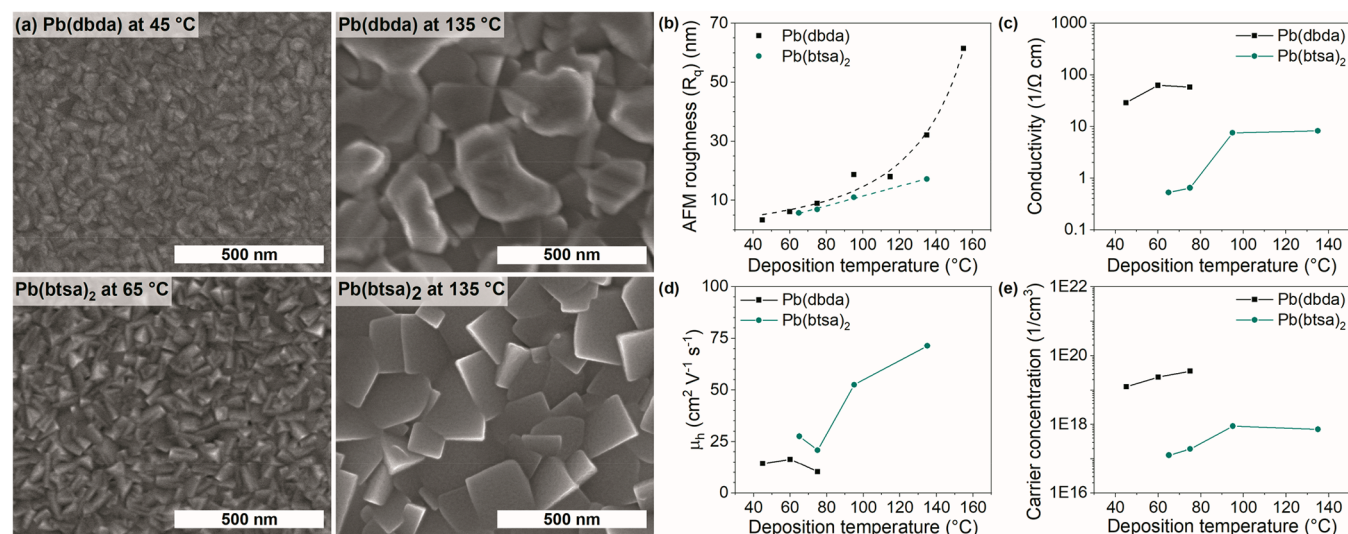 (a) Pb(dbda) at 45 °C
500 nm
Pb(dbda) at 135 °C
500 nm
Pb(btsa)₂ at 65 °C
500 nm
Pb(btsa)2 at 135 °C
500 nm
(b)
AFM roughness (Rq) (nm)
70
50
30
10
Pb(dbda)
Pb(btsa)₂
40 60 80 100 120 140 160
Deposition temperature (°C)
(c)
Conductivity (1/Ω cm)
1000
100
10
1
0.1
Pb(dbda)
Pb(btsa)₂
40 60 80 100 120 140
Deposition temperature (°C)
(d)
μh (cm² V⁻¹ s⁻¹)
100
75
50
25
0
Pb(dbda)
Pb(btsa)₂
40 60 80 100 120 140 160
Deposition temperature (°C)
(e)
Carrier concentration (1/cm³)
1E22
1E20
1E18
1E16
Pb(dbda)
Pb(btsa)₂
40 60 80 100 120 140
Deposition temperature (°C)